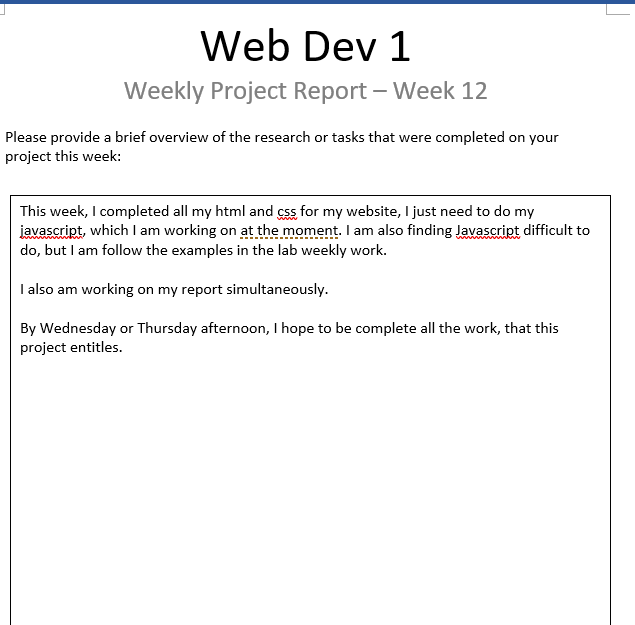 Web Dev 1
Weekly Project Report – Week 12
Please provide a brief overview of the research or tasks that were completed on your
project this week:
This week, I completed all my html and css for my website, I just need to do my
javascript, which I am working on at the moment. I am also finding Javascript difficult to
do, but I am follow the examples in the lab weekly work.
I also am working on my report simultaneously.
By Wednesday or Thursday afternoon, I hope to be complete all the work, that this
project entitles.